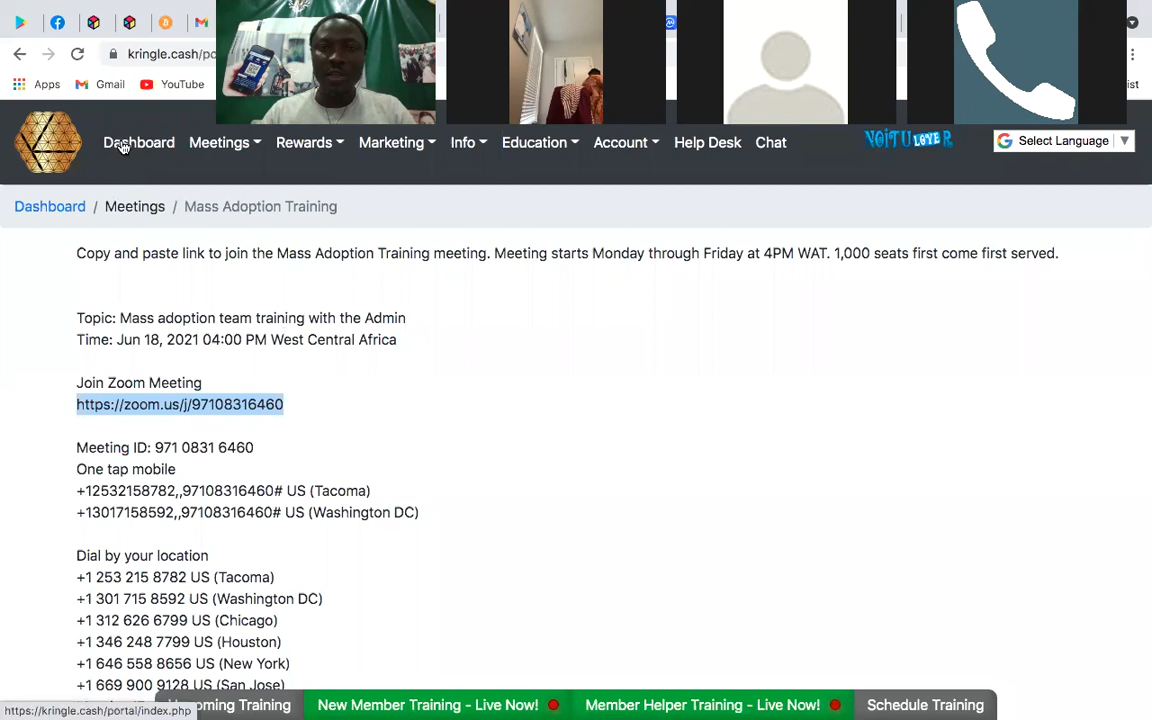 kringle.cash/po
Apps
Gmail
YouTube
ist
Dashboard
Meetings
Rewards
Marketing
Info
Education
Account
Help Desk
Chat
Select Language
Dashboard / Meetings / Mass Adoption Training
Copy and paste link to join the Mass Adoption Training meeting. Meeting starts Monday through Friday at 4PM WAT. 1,000 seats first come first served.
Topic: Mass adoption team training with the Admin
Time: Jun 18, 2021 04:00 PM West Central Africa
Join Zoom Meeting
https://zoom.us/j/97108316460
Meeting ID: 971 0831 6460
One tap mobile
+12532158782,,97108316460# US (Tacoma)
+13017158592,,97108316460# US (Washington DC)
Dial by your location
+1 253 215 8782 US (Tacoma)
+1 301 715 8592 US (Washington DC)
+1 312 626 6799 US (Chicago)
+1 346 248 7799 US (Houston)
+1 646 558 8656 US (New York)
+1 669 900 9128 US (San Jose)
coming Training
New Member Training - Live Now!
Member Helper Training - Live Now!
Schedule Training
https://kringle.cash/portal/index.php